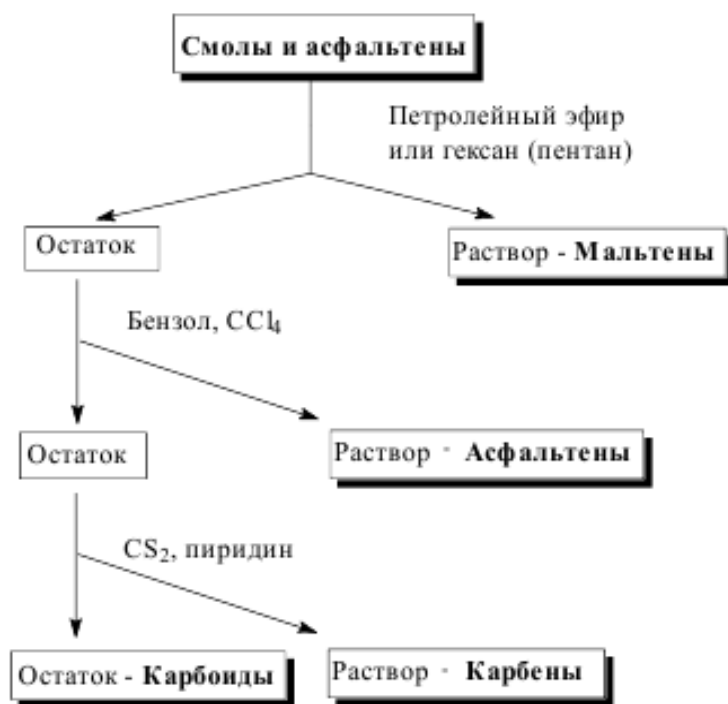 Смолы и асфальтены
Петролейный эфир
или гексан (пентан)
Остаток
Раствор - Мальтены
Бензол, CCl₄
Остаток
Раствор - Асфальтены
CS₂, пиридин
Остаток - Карбоиды
Раствор - Карбены